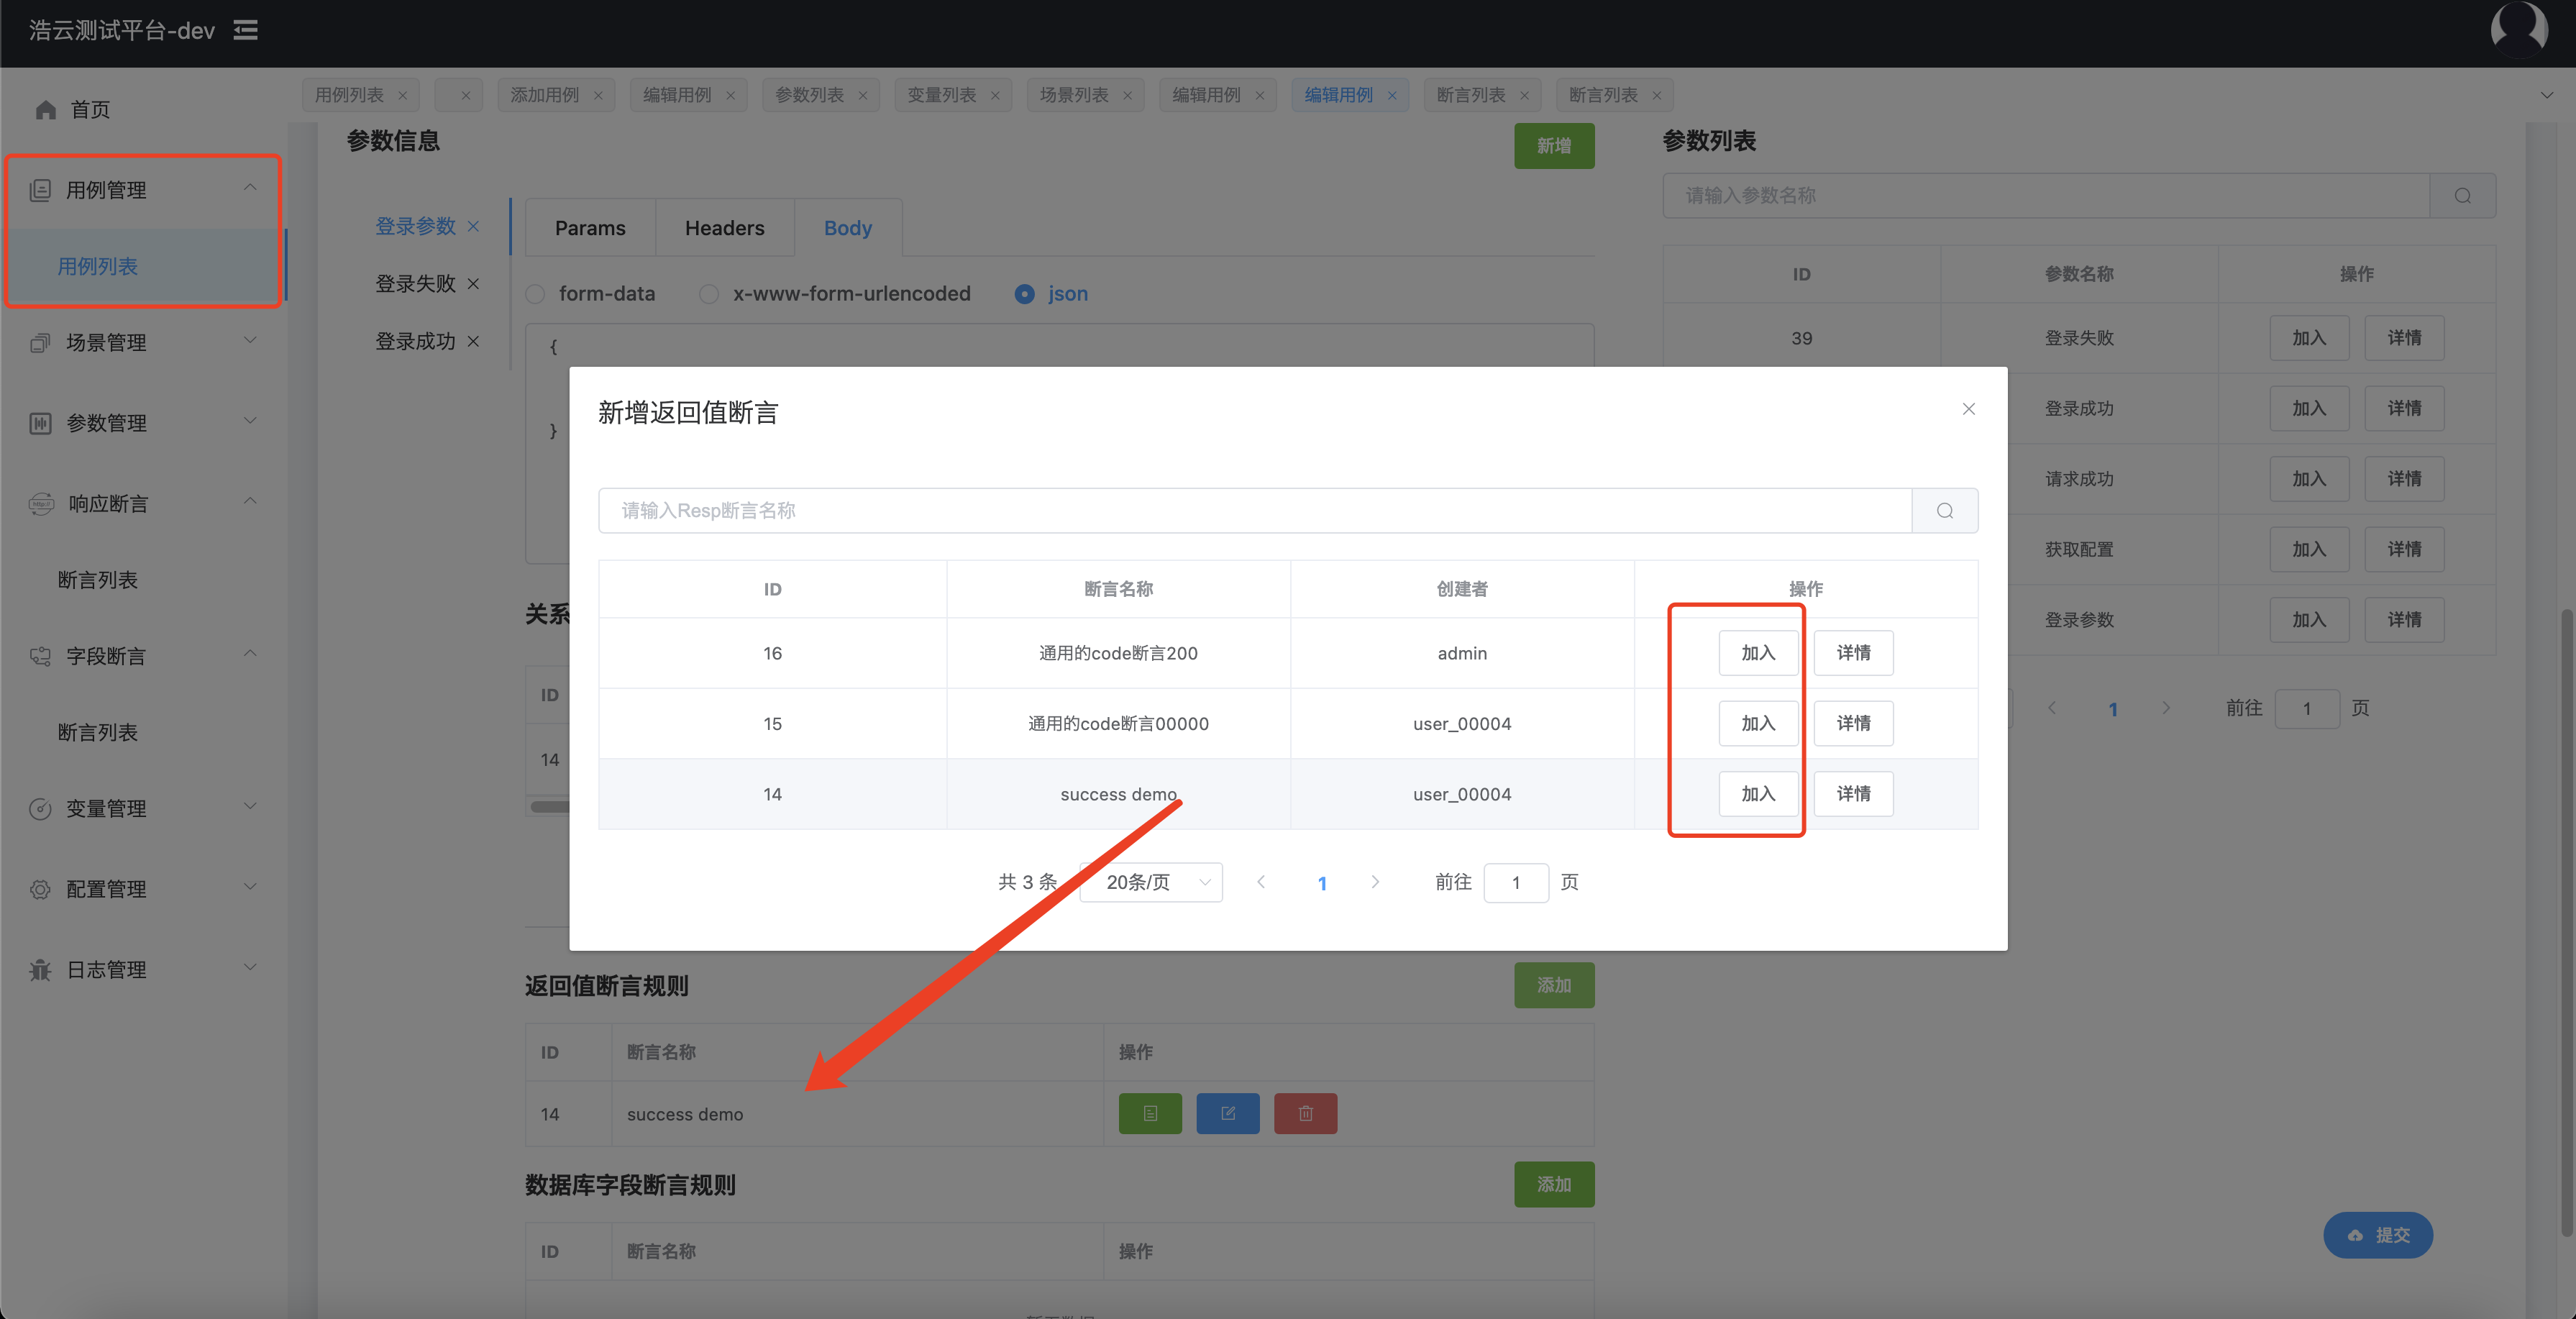 浩云测试平台-dev
用例列表 × × 添加用例 × 编辑用例 × 参数列表 × 变量列表 × 场景列表 × 编辑用例 × 编辑用例 × 断言列表 × 断言列表 ×
首页
用例管理
用例列表
场景管理
参数管理
响应断言
断言列表
字段断言
断言列表
变量管理
配置管理
日志管理
参数信息
新增
登录参数 ×
登录失败 ×
登录成功 ×
Params Headers Body
form-data x-www-form-urlencoded json
{
}
关系
ID
14
参数列表
请输入参数名称
ID 参数名称 操作
39 登录失败 加入 详情
登录成功 加入 详情
请求成功 加入 详情
获取配置 加入 详情
登录参数 加入 详情
1 前往 1 页
新增返回值断言
请输入Resp断言名称
ID 断言名称 创建者 操作
16 通用的code断言200 admin 加入 详情
15 通用的code断言00000 user_00004 加入 详情
14 success demo user_00004 加入 详情
共 3 条 20条/页 1 前往 1 页
返回值断言规则 添加
ID 断言名称 操作
14 success demo
数据库字段断言规则 添加
ID 断言名称 操作
提交